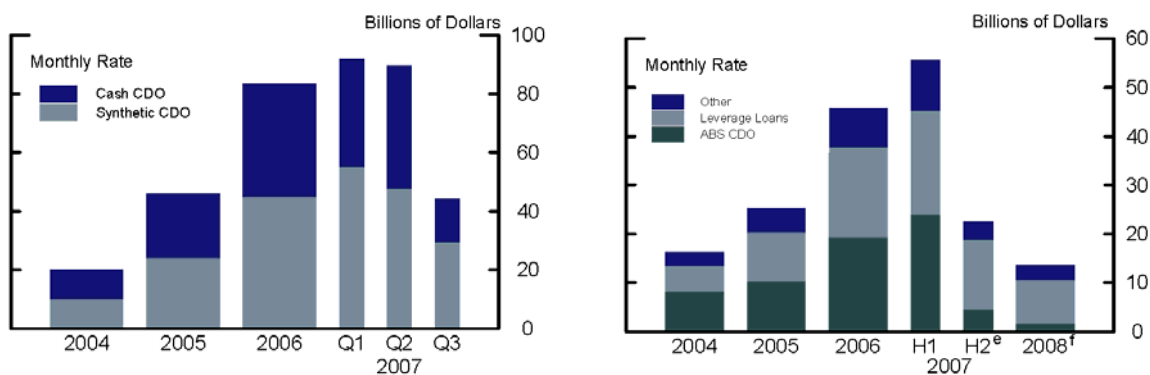 Billions of Dollars
100
Monthly Rate
Cash CDO
Synthetic CDO
80
60
40
20
0
2004 2005 2006 Q1 Q2 Q3
2007
Billions of Dollars
60
Monthly Rate
Other
Leverage Loans
ABS CDO
50
40
30
20
10
0
2004 2005 2006 H1 H2e 2008f
2007